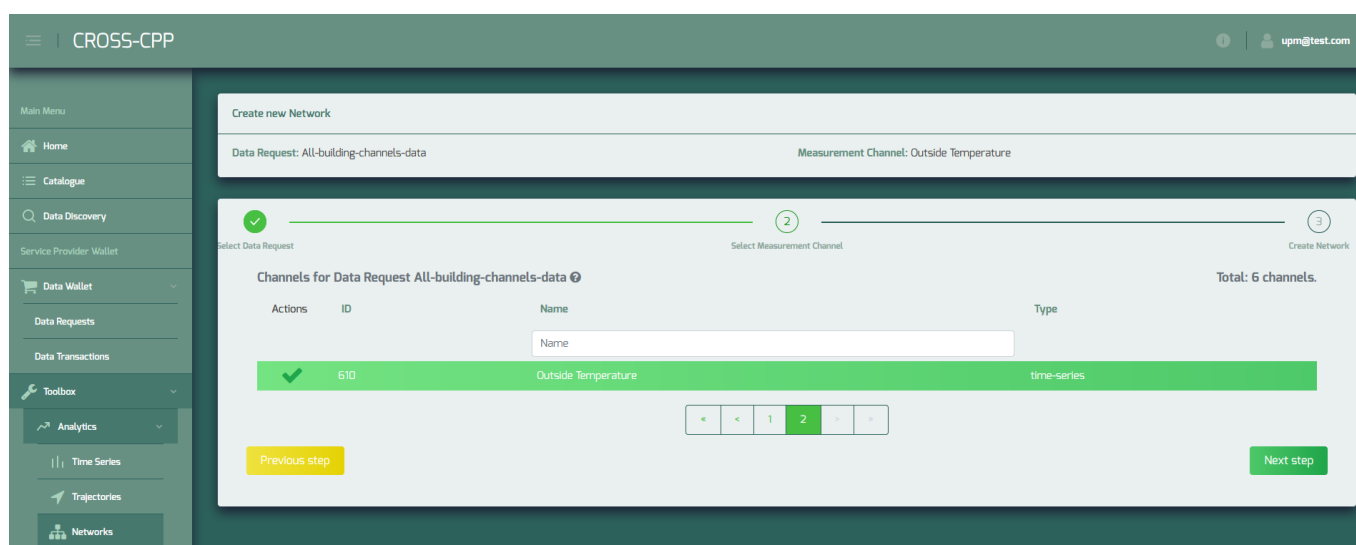 CROSS-CPP
upm@test.com
Main Menu
Home
Catalogue
Data Discovery
Service Provider Wallet
Data Wallet
Data Requests
Data Transactions
Toolbox
Analytics
Time Series
Trajectories
Networks
Create new Network
Data Request: All-building-channels-data Measurement Channel: Outside Temperature
2 3
Select Data Request Select Measurement Channel Create Network
Channels for Data Request All-building-channels-data Total: 6 channels.
Actions ID Name Type
Name
610 Outside Temperature time-series
« < 1 2 > »
Previous step Next step